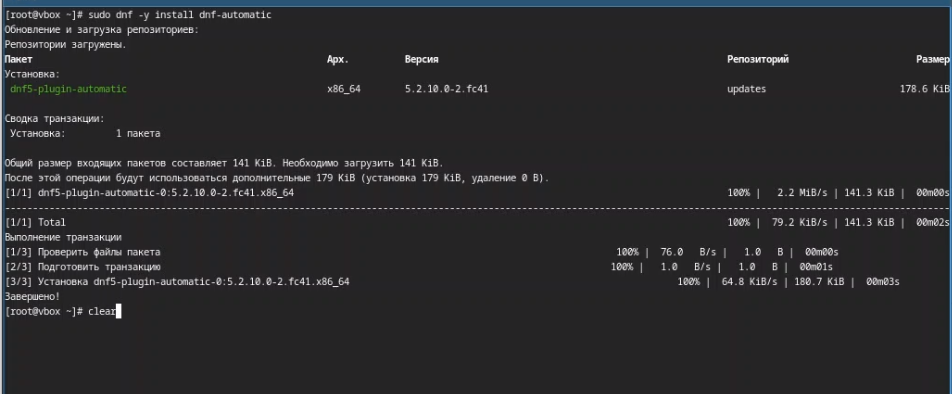 [root@vbox ~]# sudo dnf -y install dnf-automatic
Обновление и загрузка репозиториев:
Репозитории загружены.
Пакет Арх. Версия Репозиторий Размер
Установка:
dnf5-plugin-automatic x86_64 5.2.10.0-2.fc41 updates 178.6 KiB
Сводка транзакции:
Установка: 1 пакета
Общий размер входящих пакетов составляет 141 KiB. Необходимо загрузить 141 KiB.
После этой операции будут использоваться дополнительные 179 KiB (установка 179 KiB, удаление 0 B).
[1/1] dnf5-plugin-automatic-0:5.2.10.0-2.fc41.x86_64 100% | 2.2 MiB/s | 141.3 KiB | 00m00s
--------------------------------------------------------------------------------
[1/1] Total 100% | 79.2 KiB/s | 141.3 KiB | 00m02s
Выполнение транзакции
[1/3] Проверить файлы пакета 100% | 76.0 B/s | 1.0 B | 00m00s
[2/3] Подготовить транзакцию 100% | 1.0 B/s | 1.0 B | 00m01s
[3/3] Установка dnf5-plugin-automatic-0:5.2.10.0-2.fc41.x86_64 100% | 64.8 KiB/s | 180.7 KiB | 00m03s
Завершено!
[root@vbox ~]# clear